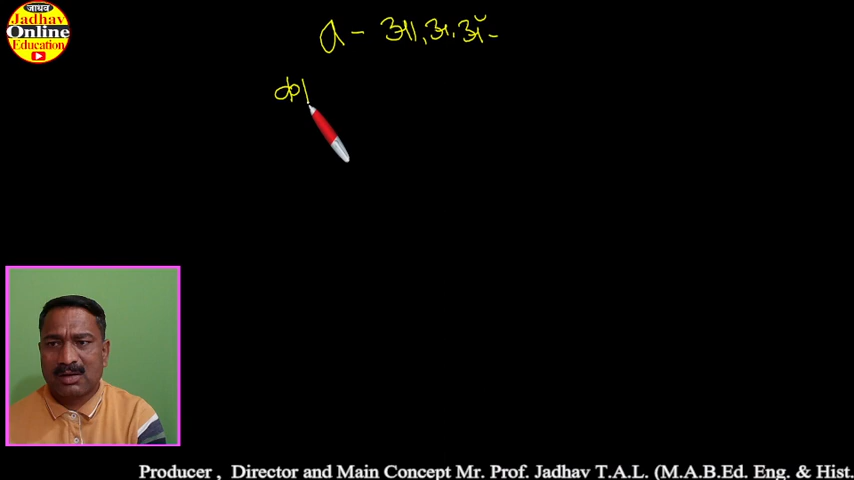 जाधव
Jadhav
Online
Education
a - आ, अ, ॲ -
का
Producer , Director and Main Concept Mr. Prof. Jadhav T.A.L. (M.A.B.Ed. Eng. & Hist.